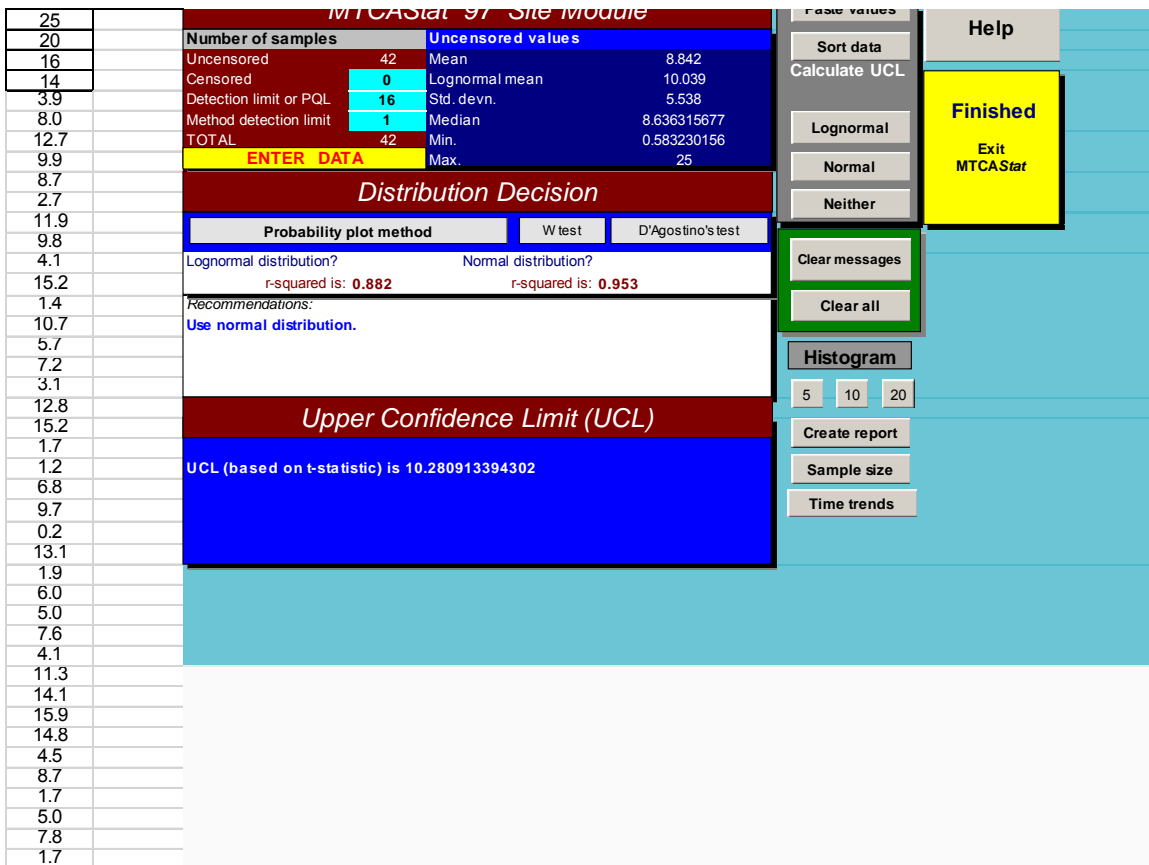 25
20
16
14
3.9
8.0
12.7
9.9
8.7
2.7
11.9
9.8
4.1
15.2
1.4
10.7
5.7
7.2
3.1
12.8
15.2
1.7
1.2
6.8
9.7
0.2
13.1
1.9
6.0
5.0
7.6
4.1
11.3
14.1
15.9
14.8
4.5
8.7
1.7
5.0
7.8
1.7
MTCAStat 97 Site Module
Number of samples Uncensored values
Uncensored 42 Mean 8.842
Censored 0 Lognormal mean 10.039
Detection limit or PQL 16 Std. devn. 5.538
Method detection limit 1 Median 8.636315677
TOTAL 42 Min. 0.583230156
ENTER DATA Max. 25
Distribution Decision
Probability plot method W test D'Agostino's test
Lognormal distribution? Normal distribution?
r-squared is: 0.882 r-squared is: 0.953
Recommendations:
Use normal distribution.
Upper Confidence Limit (UCL)
UCL (based on t-statistic) is 10.280913394302
Paste values
Sort data
Calculate UCL
Lognormal
Normal
Neither
Clear messages
Clear all
Histogram
5 10 20
Create report
Sample size
Time trends
Help
Finished
Exit
MTCAStat